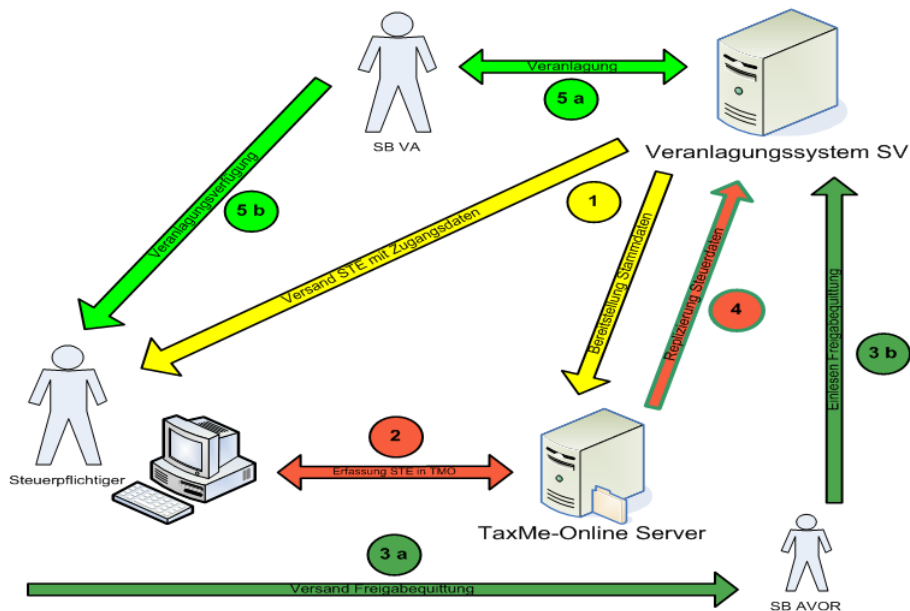 Veranlagung
5 a
SB VA
Veranlagungssystem SV
1
Veranlagungsverfügung
5 b
Versand STE mit Zugangsdaten
Bereitstellung Stammdaten
Replizierung Steuerdaten
4
Einlesen Freigabequittung
3 b
2
Steuerpflichtiger
Erfassung STE in TMO
TaxMe-Online Server
3 a
Versand Freigabequittung
SB AVOR